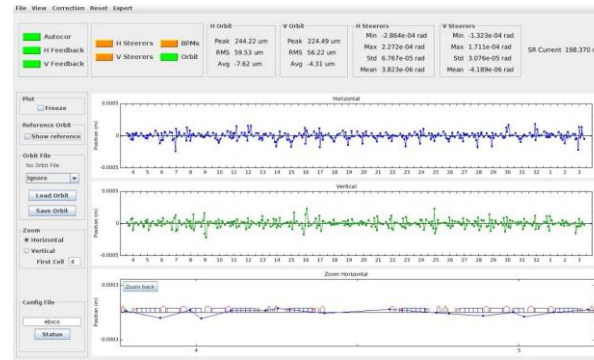 File View Correction Reset Expert
Autocor
H Feedback
V Feedback
H Steerers
BPMs
V Steerers
Orbit
H Orbit
Peak 244.22 um
RMS 59.53 um
Avg -7.62 um
V Orbit
Peak 224.49 um
RMS 56.22 um
Avg -4.31 um
H Steerers
Min -2.864e-04 rad
Max 2.272e-04 rad
Std 6.767e-05 rad
Mean 3.823e-06 rad
V Steerers
Min -1.323e-04 rad
Max 1.711e-04 rad
Std 3.076e-05 rad
Mean -4.189e-06 rad
SR Current 198.370
Plot
Freeze
Reference Orbit
Show reference
Orbit File
No Orbit File
Ignore
Load Orbit
Save Orbit
Zoom
Horizontal
Vertical
First Cell 4
Config File
Status
Horizontal
Position (m)
0.0005
0
-0.0005
4 5 6 7 8 9 10 11 12 13 14 15 16 17 18 19 20 21 22 23 24 25 26 27 28 29 30 31 32 1 2 3
Vertical
Position (m)
0.0005
0
-0.0005
4 5 6 7 8 9 10 11 12 13 14 15 16 17 18 19 20 21 22 23 24 25 26 27 28 29 30 31 32 1 2 3
Zoom Horizontal
Zoom back
Position (m)
0
4 5